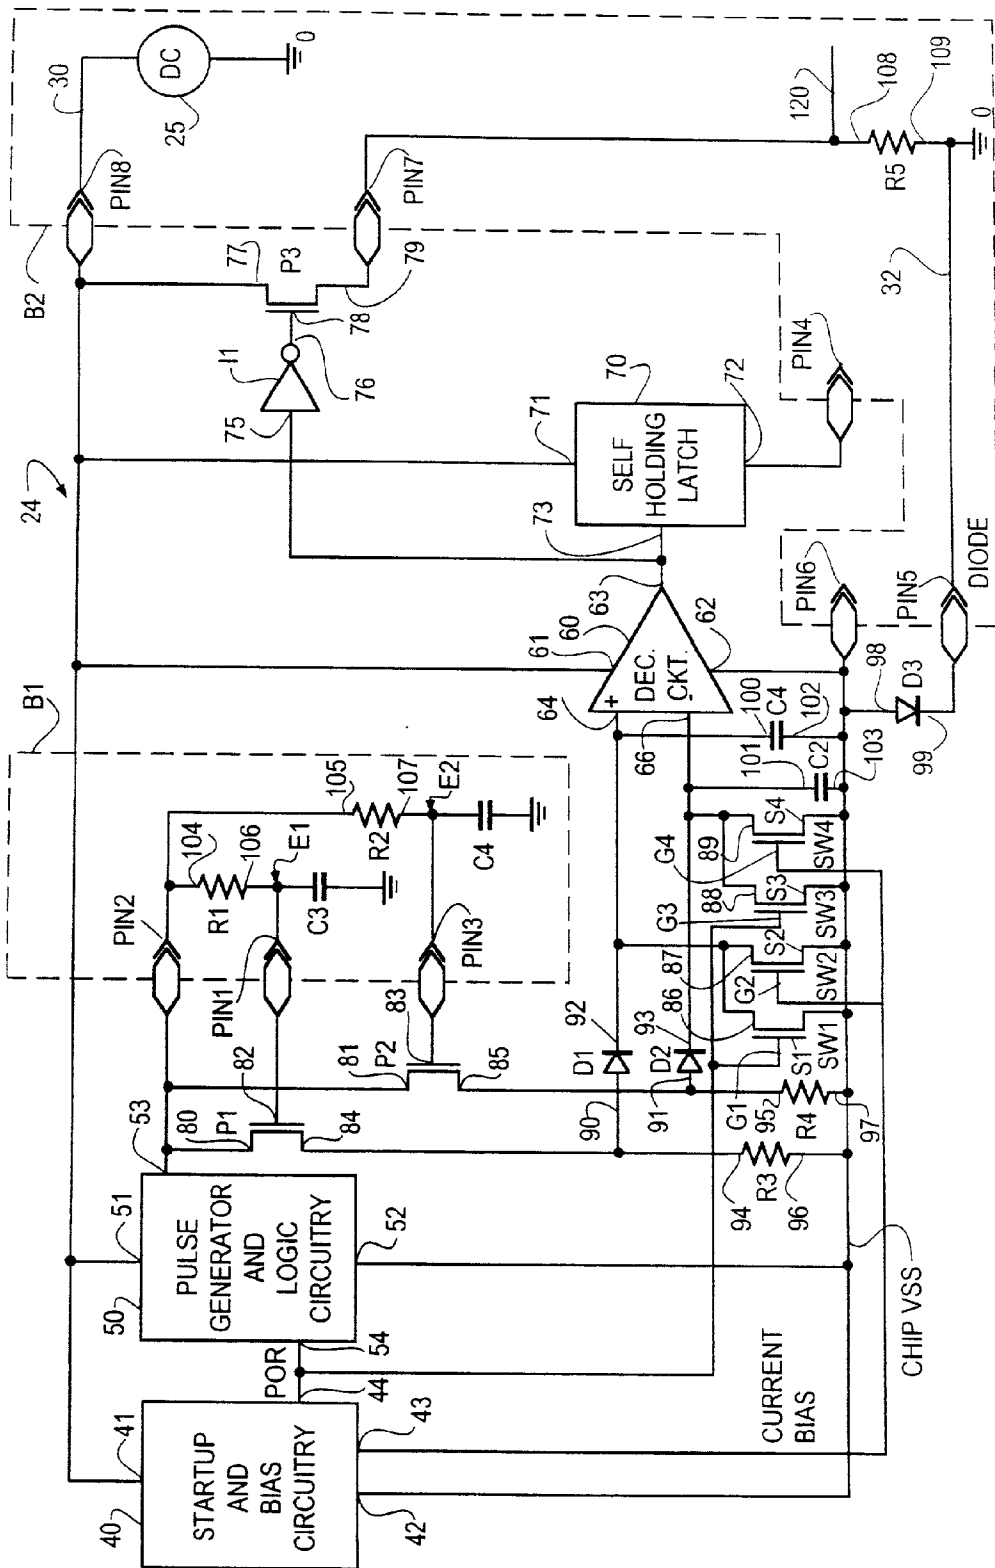 24
B2
30
DC
25
0
PIN8
77
P3
78
79
PIN7
I1
75
76
120
108
R5
109
0
32
B1
PIN2
104
106
R1
E1
C3
PIN1
105
107
R2
E2
C4
PIN3
40
STARTUP
AND
BIAS
CIRCUITRY
41
42
43
44
POR
50
PULSE
GENERATOR
AND
LOGIC
CIRCUITRY
51
52
53
54
80
P1
82
84
81
P2
83
85
61
60
63
DEC.
CKT.
+
-
64
66
62
73
71
70
SELF
HOLDING
LATCH
72
PIN4
PIN6
PIN5
DIODE
90
D1
92
91
D2
93
94
R3
96
95
R4
97
G1
86
S1
SW1
G2
87
S2
SW2
G3
88
S3
SW3
G4
89
S4
SW4
100
C4
102
101
C2
103
98
D3
99
CURRENT
BIAS
CHIP VSS